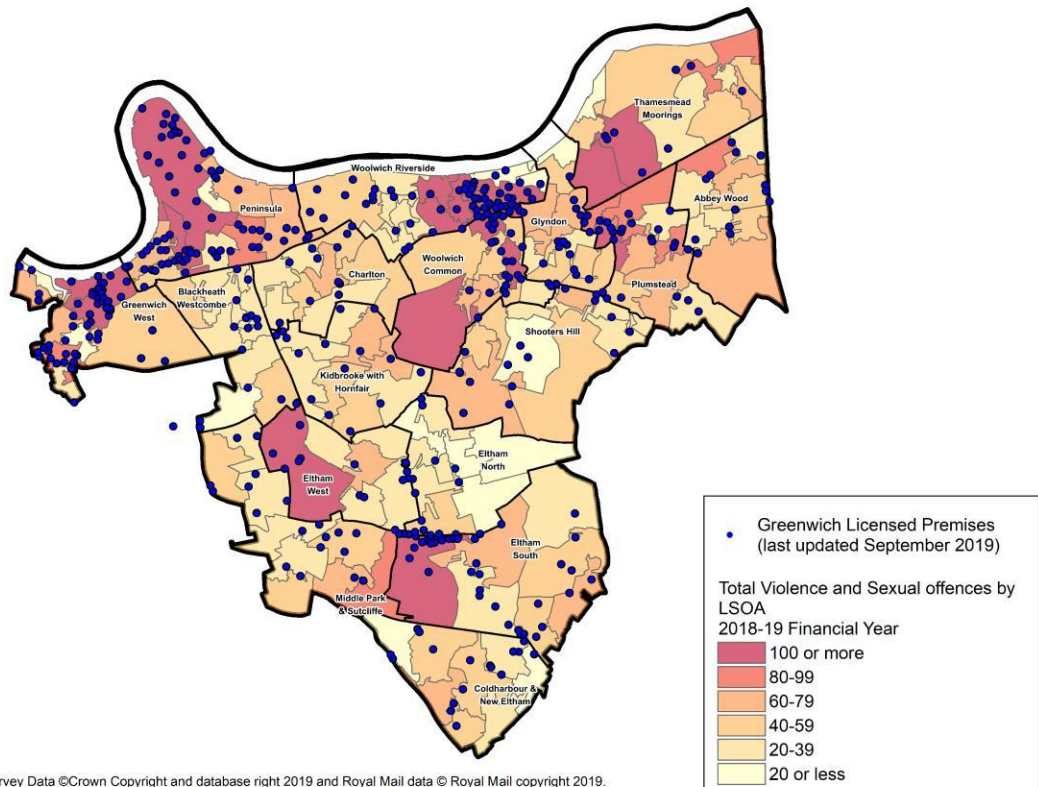 Thamesmead
Moorings
Woolwich Riverside
Abbey Wood
Peninsula
Glyndon
Woolwich
Common
Charlton
Plumstead
Blackheath
Westcombe
Greenwich
West
Shooters Hill
Kidbrooke with
Hornfair
Eltham
North
Eltham
West
Eltham
South
Middle Park
& Sutcliffe
Coldharbour &
New Eltham
Greenwich Licensed Premises
(last updated September 2019)
Total Violence and Sexual offences by
LSOA
2018-19 Financial Year
100 or more
80-99
60-79
40-59
20-39
20 or less
rvey Data ©Crown Copyright and database right 2019 and Royal Mail data © Royal Mail copyright 2019.